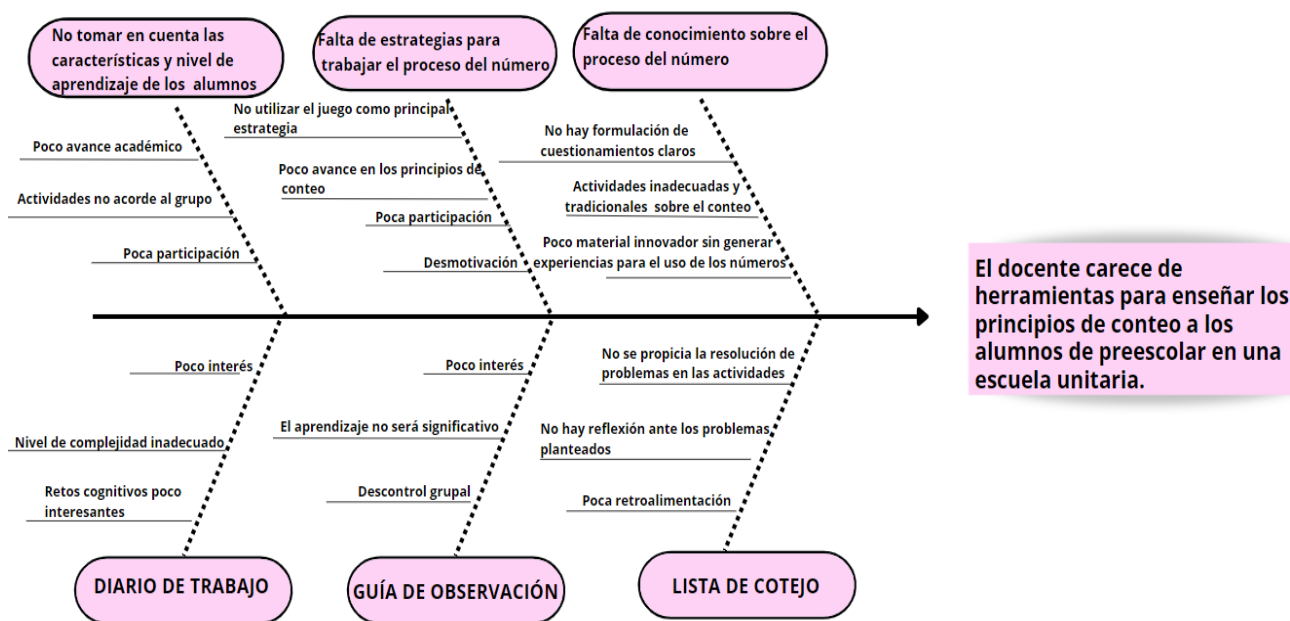 No tomar en cuenta las
características y nivel de
aprendizaje de los alumnos
Falta de estrategias para
trabajar el proceso del número
Falta de conocimiento sobre el
proceso del número
Poco avance académico
Actividades no acorde al grupo
Poca participación
No utilizar el juego como principal
estrategia
Poco avance en los principios de
conteo
Poca participación
Desmotivación
No hay formulación de
cuestionamientos claros
Actividades inadecuadas y
tradicionales sobre el conteo
Poco material innovador sin generar
experiencias para el uso de los números
El docente carece de
herramientas para enseñar los
principios de conteo a los
alumnos de preescolar en una
escuela unitaria.
Poco interés
Nivel de complejidad inadecuado
Retos cognitivos poco
interesantes
Poco interés
El aprendizaje no será significativo
Descontrol grupal
No se propicia la resolución de
problemas en las actividades
No hay reflexión ante los problemas
planteados
Poca retroalimentación
DIARIO DE TRABAJO
GUÍA DE OBSERVACIÓN
LISTA DE COTEJO